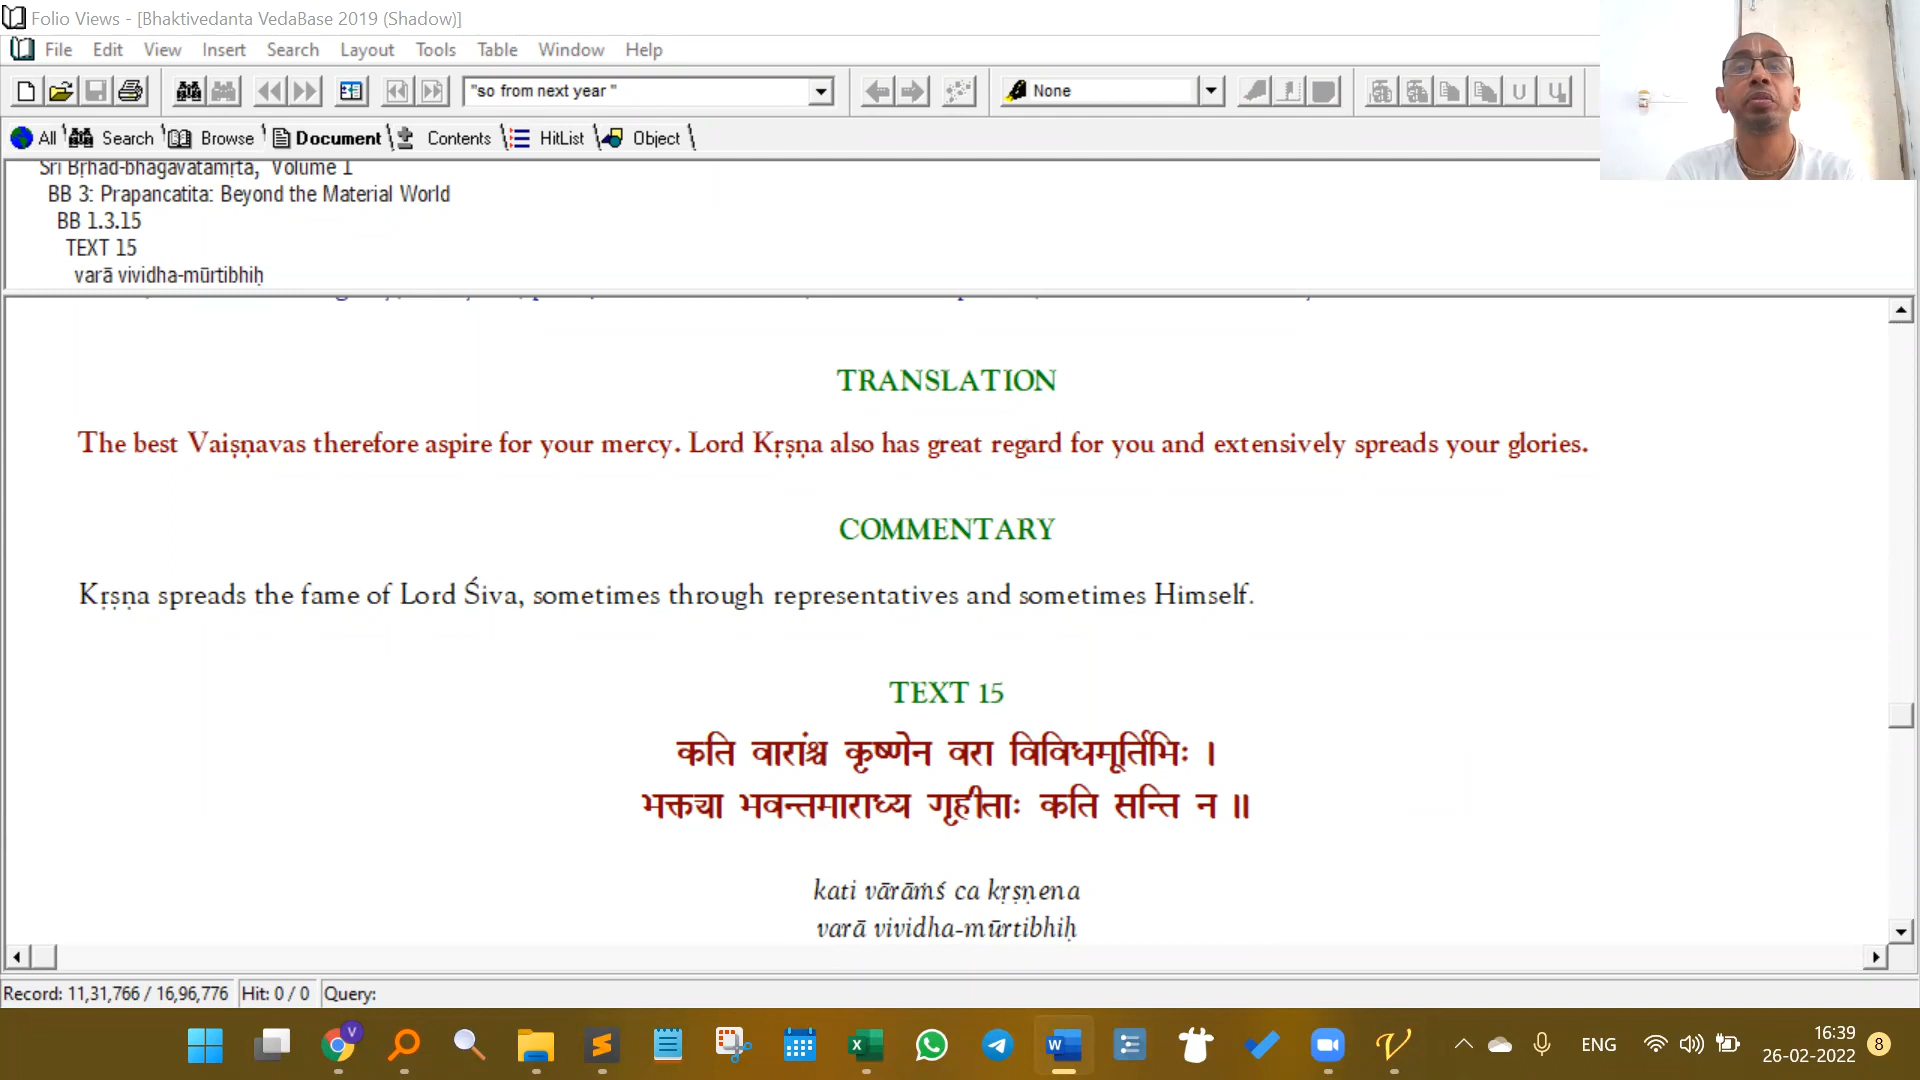 Folio Views - [Bhaktivedanta VedaBase 2019 (Shadow)]
File Edit View Insert Search Layout Tools Table Window Help
"so from next year "
None
All Search Browse Document Contents HitList Object
Śrī Bṛhad-bhāgavatāmṛta, Volume 1
BB 3: Prapancatita: Beyond the Material World
BB 1.3.15
TEXT 15
varā vividha-mūrtibhiḥ
TRANSLATION
The best Vaiṣṇavas therefore aspire for your mercy. Lord Kṛṣṇa also has great regard for you and extensively spreads your glories.
COMMENTARY
Kṛṣṇa spreads the fame of Lord Śiva, sometimes through representatives and sometimes Himself.
TEXT 15
कति वारांश्च कृष्णेन वरा विविधमूर्तिभिः ।
भक्त्या भवन्तमाराध्य गृहीताः कति सन्ति न ॥
kati vārāṁś ca kṛṣṇena
varā vividha-mūrtibhiḥ
Record: 11,31,766 / 16,96,776 Hit: 0 / 0 Query:
ENG
16:39
26-02-2022
8